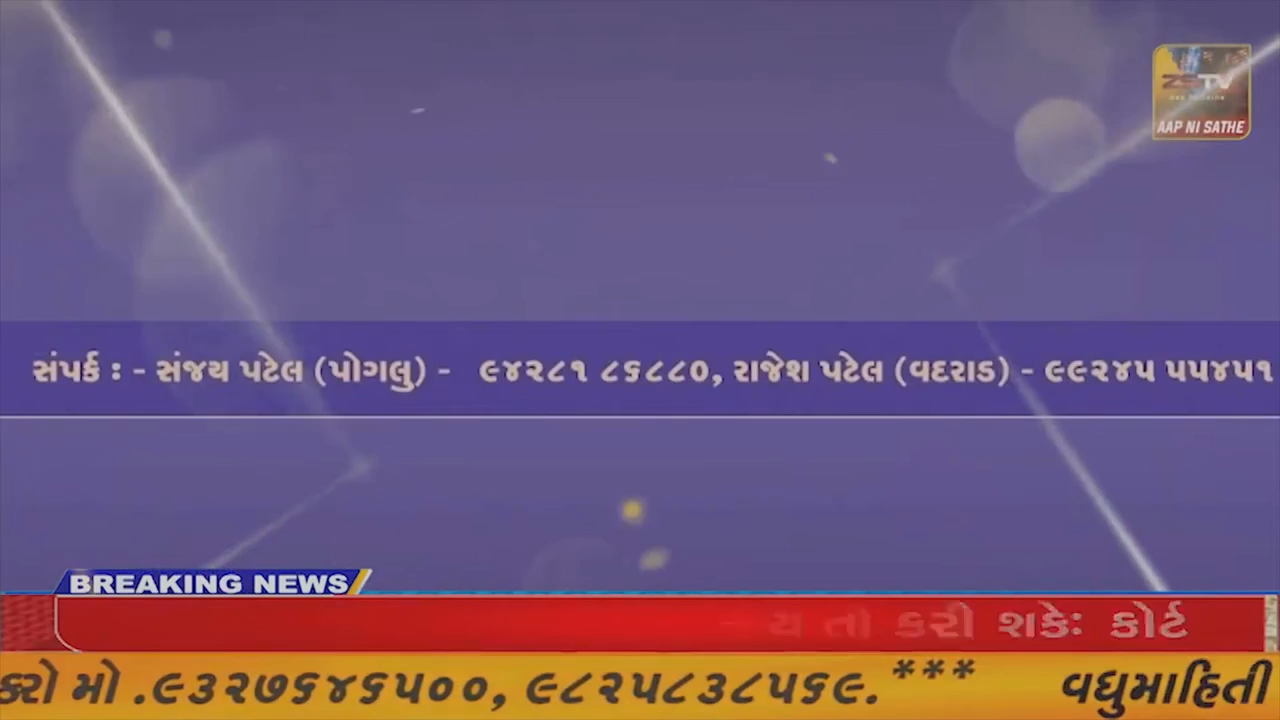 AAP NI SATHE
સંપર્ક : - સંજય પટેલ (પોગલુ) - ૯૪૨૮૧ ૮૬૮૮૦, રાજેશ પટેલ (વદરાડ) - ૯૯૨૪૫ ૫૫૪૫૧
BREAKING NEWS
ય તો કરી શકેઃ કોર્ટ
કરો મો .૯૩૨૭૬૪૬૫૦૦, ૯૮૨૫૮૩૮૫૬૯. *** વધુમાહિતી